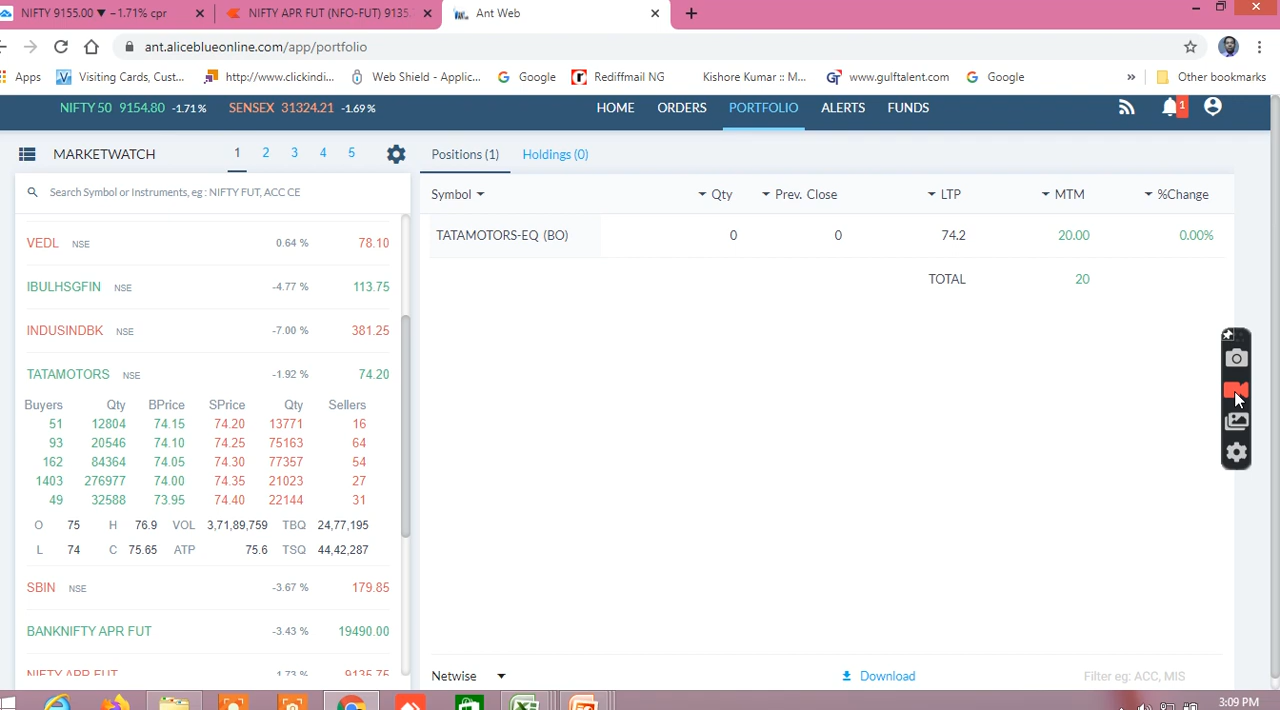 NIFTY 9155.00 ▼ −1.71% cpr
NIFTY APR FUT (NFO-FUT) 9135.
Ant Web
ant.aliceblueonline.com/app/portfolio
Apps
Visiting Cards, Cust...
http://www.clickindi...
Web Shield - Applic...
Google
Rediffmail NG
Kishore Kumar :: M...
www.gulftalent.com
Google
»
Other bookmarks
NIFTY 50 9154.80 -1.71% SENSEX 31324.21 -1.69%
HOME ORDERS PORTFOLIO ALERTS FUNDS
1
MARKETWATCH 1 2 3 4 5
Positions (1) Holdings (0)
Search Symbol or Instruments, eg : NIFTY FUT, ACC CE
Symbol Qty Prev. Close LTP MTM %Change
TATAMOTORS-EQ (BO) 0 0 74.2 20.00 0.00%
TOTAL 20
VEDL NSE 0.64 % 78.10
IBULHSGFIN NSE -4.77 % 113.75
INDUSINDBK NSE -7.00 % 381.25
TATAMOTORS NSE -1.92 % 74.20
Buyers Qty BPrice SPrice Qty Sellers
51 12804 74.15 74.20 13771 16
93 20546 74.10 74.25 75163 64
162 84364 74.05 74.30 77357 54
1403 276977 74.00 74.35 21023 27
49 32588 73.95 74.40 22144 31
O 75 H 76.9 VOL 3,71,89,759 TBQ 24,77,195
L 74 C 75.65 ATP 75.6 TSQ 44,42,287
SBIN NSE -3.67 % 179.85
BANKNIFTY APR FUT -3.43 % 19490.00
NIFTY APR FUT -1.73 % 9135.75
Netwise
Download
Filter eg: ACC, MIS
3:09 PM